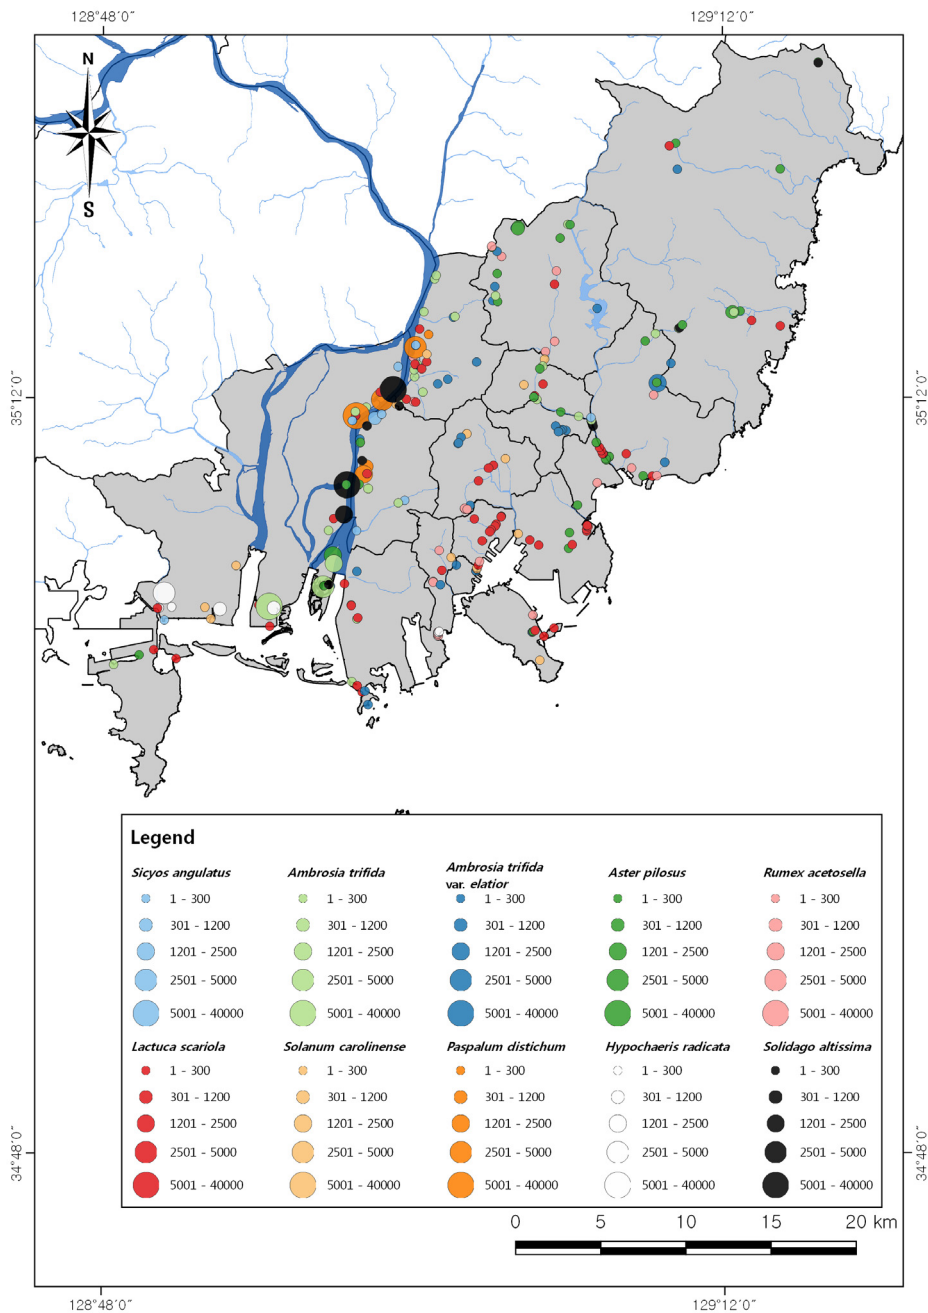 128°48′0″ 129°12′0″
N
S
35°12′0″ 35°12′0″
Legend
Sicyos angulatus
1 - 300
301 - 1200
1201 - 2500
2501 - 5000
5001 - 40000
Ambrosia trifida
1 - 300
301 - 1200
1201 - 2500
2501 - 5000
5001 - 40000
Ambrosia trifida
var. elatior
1 - 300
301 - 1200
1201 - 2500
2501 - 5000
5001 - 40000
Aster pilosus
1 - 300
301 - 1200
1201 - 2500
2501 - 5000
5001 - 40000
Rumex acetosella
1 - 300
301 - 1200
1201 - 2500
2501 - 5000
5001 - 40000
Lactuca scariola
1 - 300
301 - 1200
1201 - 2500
2501 - 5000
5001 - 40000
Solanum carolinense
1 - 300
301 - 1200
1201 - 2500
2501 - 5000
5001 - 40000
Paspalum distichum
1 - 300
301 - 1200
1201 - 2500
2501 - 5000
5001 - 40000
Hypochaeris radicata
1 - 300
301 - 1200
1201 - 2500
2501 - 5000
5001 - 40000
Solidago altissima
1 - 300
301 - 1200
1201 - 2500
2501 - 5000
5001 - 40000
34°48′0″ 34°48′0″
0 5 10 15 20 km
128°48′0″ 129°12′0″